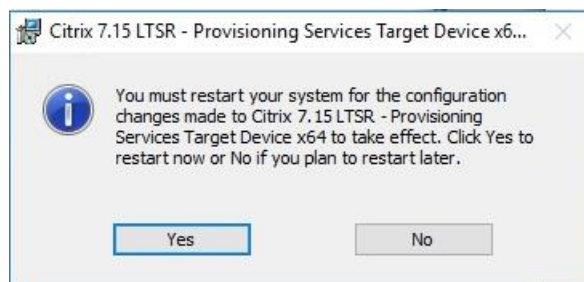 Citrix 7.15 LTSR - Provisioning Services Target Device x6...
You must restart your system for the configuration
changes made to Citrix 7.15 LTSR - Provisioning
Services Target Device x64 to take effect. Click Yes to
restart now or No if you plan to restart later.
Yes No